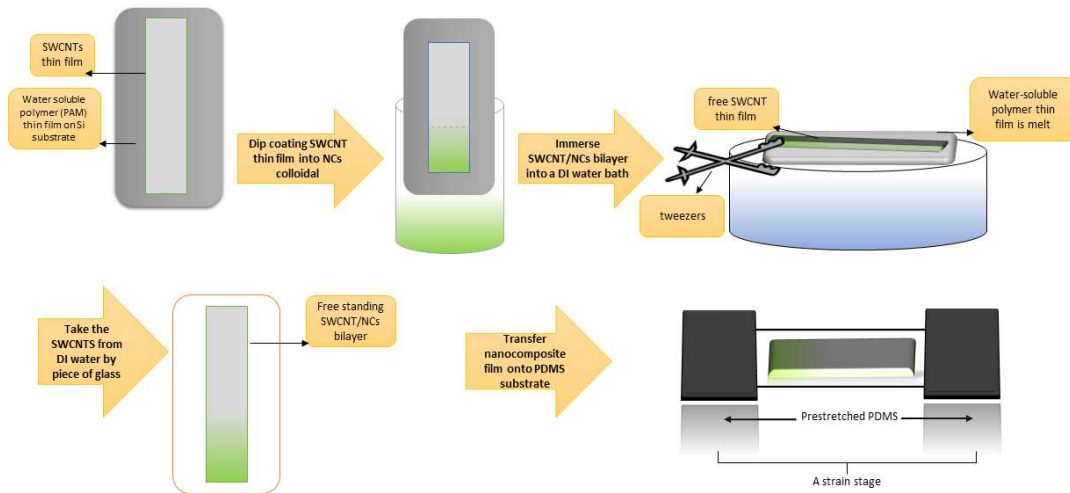 SWCNTs
thin film
Water soluble
polymer (PAM)
thin film on Si
substrate
Dip coating SWCNT
thin film into NCs
colloidal
Immerse
SWCNT/NCs bilayer
into a DI water bath
free SWCNT
thin film
Water-soluble
polymer thin
film is melt
tweezers
Take the
SWCNTS from
DI water by
piece of glass
Free standing
SWCNT/NCs
bilayer
Transfer
nanocomposite
film onto PDMS
substrate
Prestretched PDMS
A strain stage